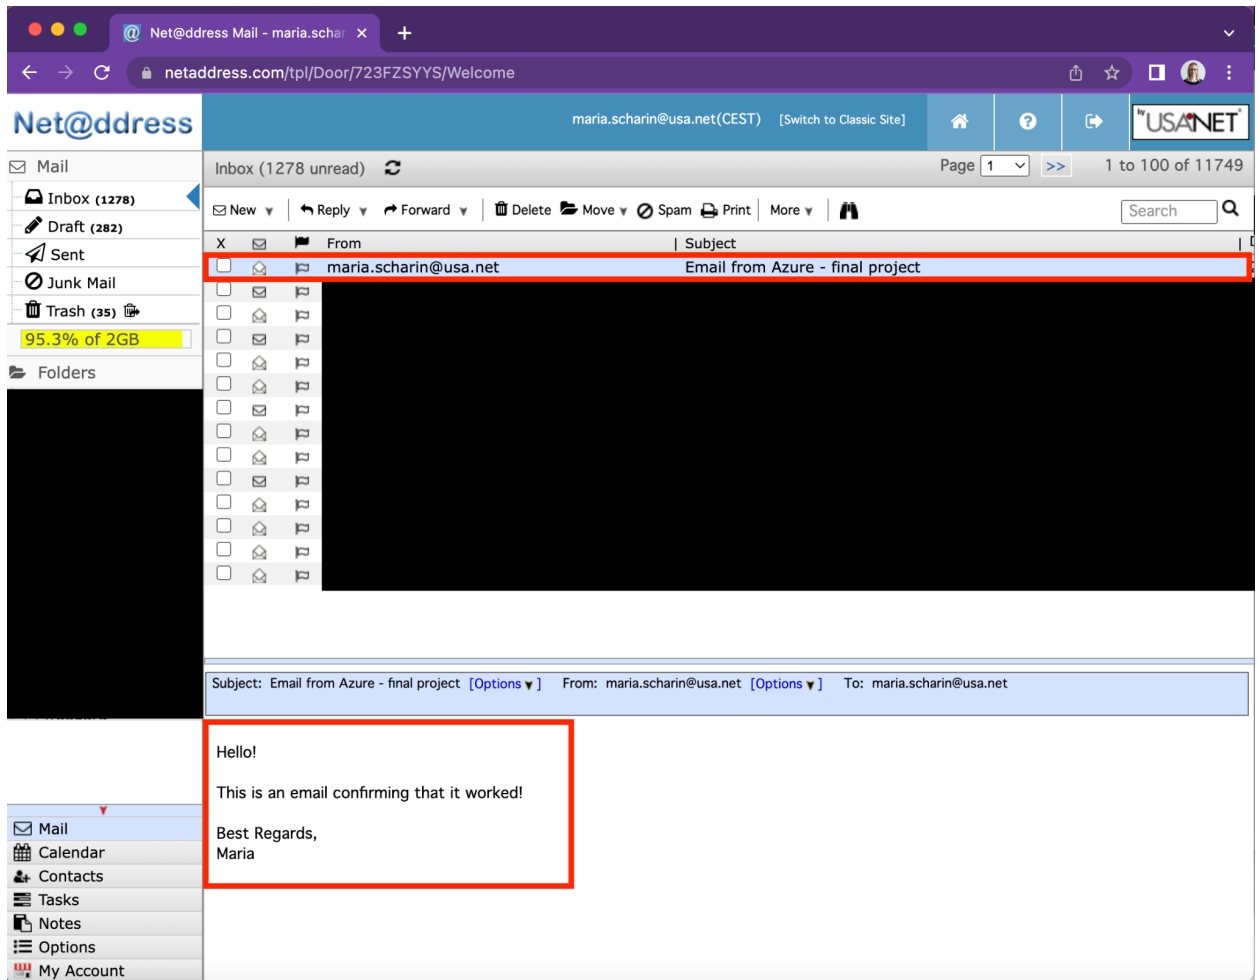 Net@ddress Mail - maria.schar
netaddress.com/tpl/Door/723FZSYYS/Welcome
Net@ddress
maria.scharin@usa.net(CEST) [Switch to Classic Site]
by USA.NET
Mail
Inbox (1278 unread)
Page 1 >> 1 to 100 of 11749
Inbox (1278)
Draft (282)
Sent
Junk Mail
Trash (35)
95.3% of 2GB
Folders
New Reply Forward Delete Move Spam Print More Search
X From | Subject |
maria.scharin@usa.net Email from Azure - final project
Subject: Email from Azure - final project [Options ] From: maria.scharin@usa.net [Options ] To: maria.scharin@usa.net
Hello!
This is an email confirming that it worked!
Best Regards,
Maria
Mail
Calendar
Contacts
Tasks
Notes
Options
My Account